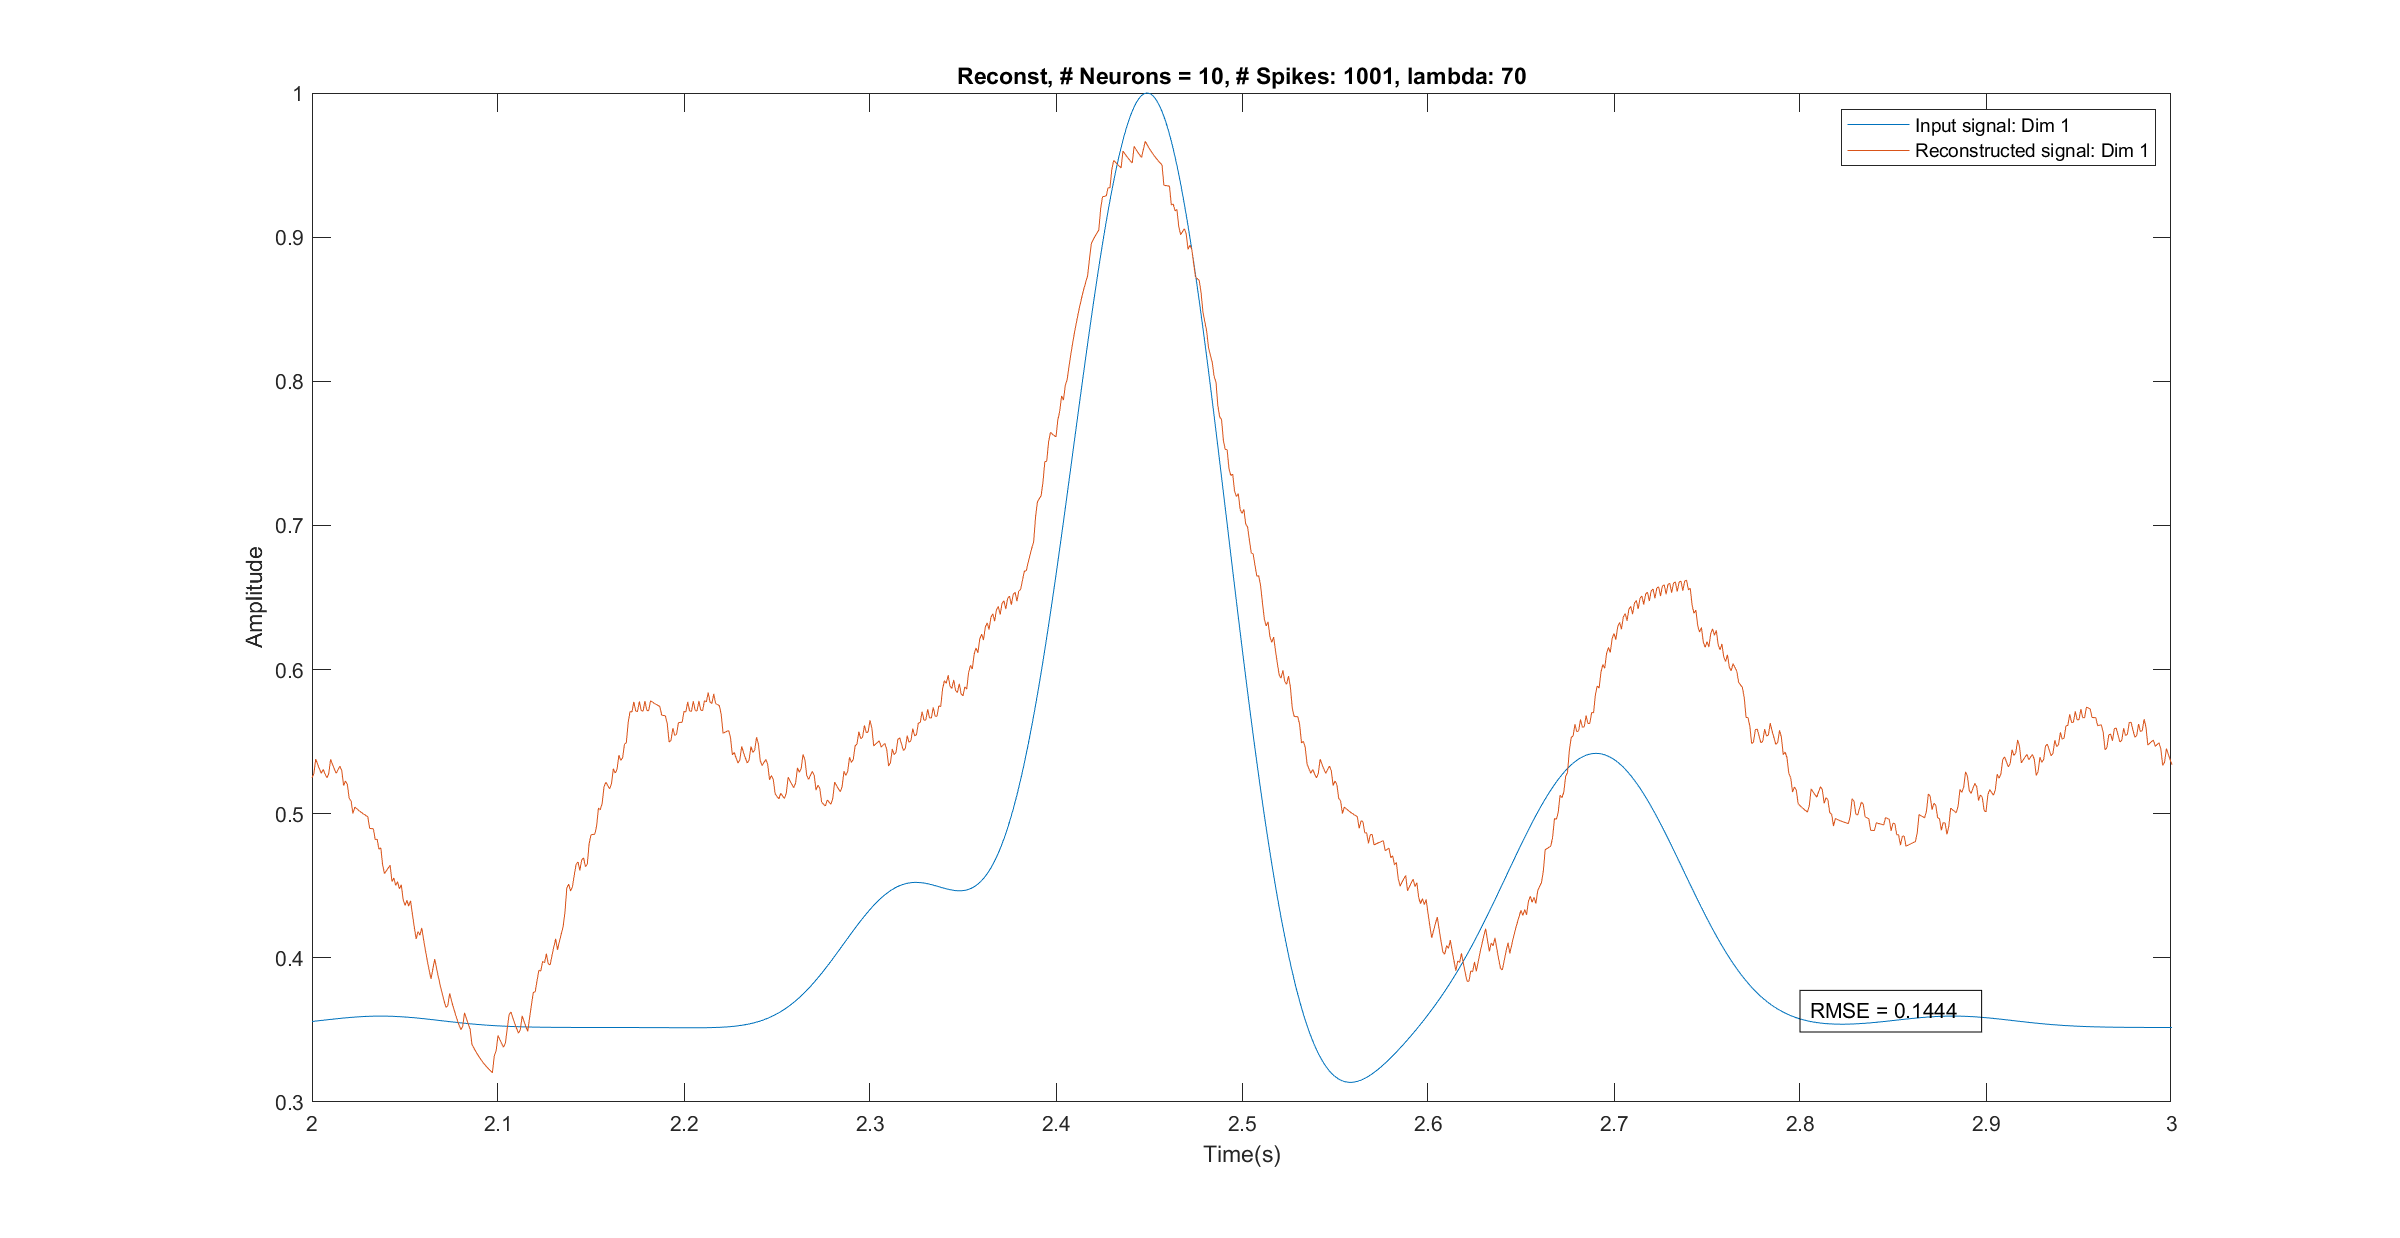 Reconst, # Neurons = 10, # Spikes: 1001, lambda: 70
Input signal: Dim 1
Reconstructed signal: Dim 1
1
0.9
0.8
0.7
0.6
0.5
0.4
0.3
Amplitude
RMSE = 0.1444
2 2.1 2.2 2.3 2.4 2.5 2.6 2.7 2.8 2.9 3
Time(s)